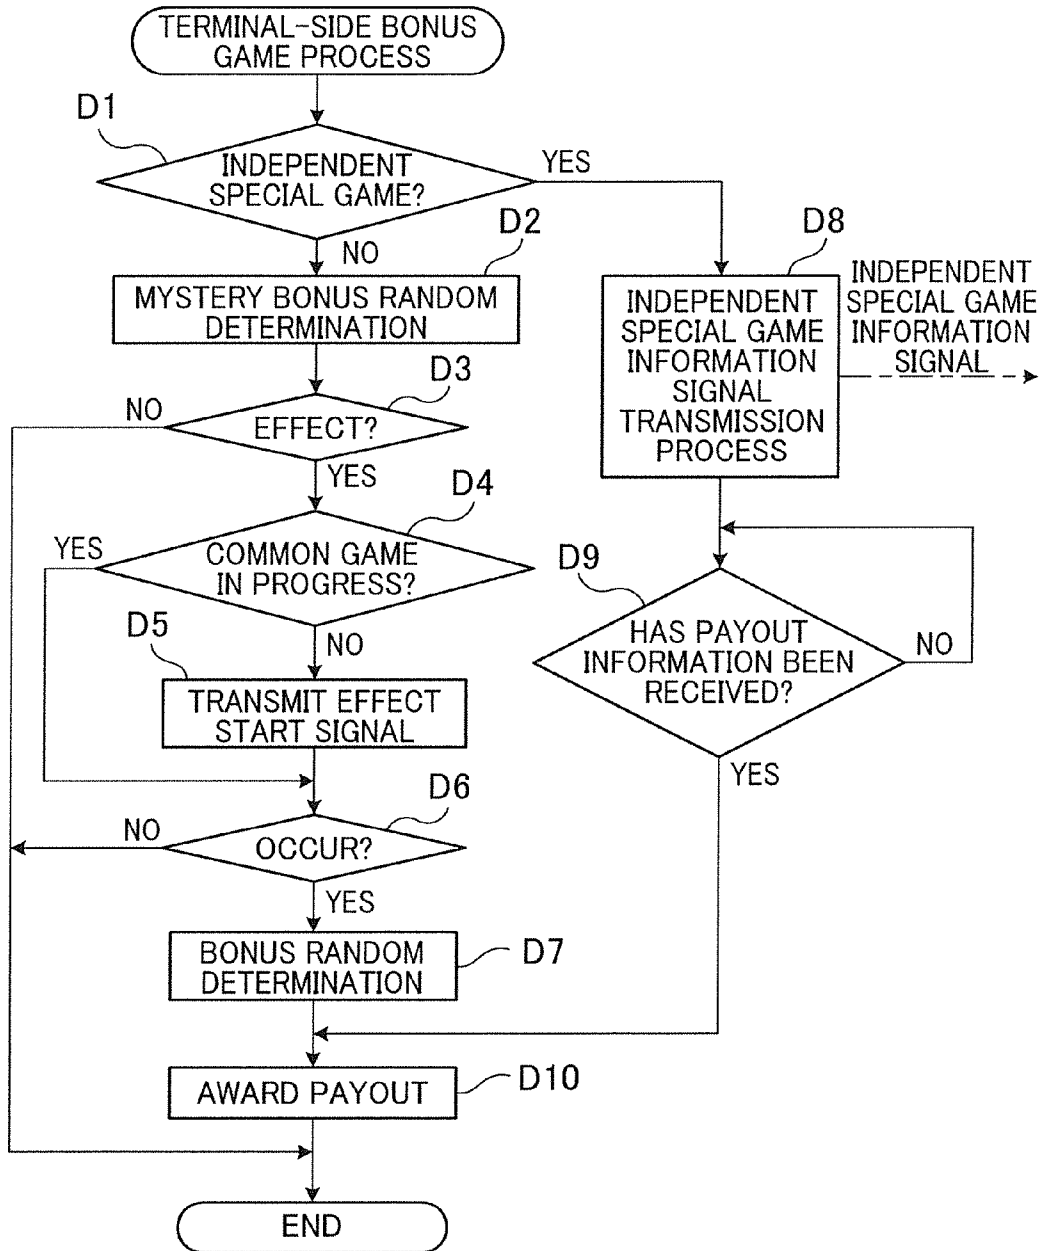 TERMINAL-SIDE BONUS
GAME PROCESS
D1
INDEPENDENT
SPECIAL GAME?
YES
NO
D2
MYSTERY BONUS RANDOM
DETERMINATION
D3
EFFECT?
NO
YES
D4
COMMON GAME
IN PROGRESS?
YES
NO
D5
TRANSMIT EFFECT
START SIGNAL
D6
OCCUR?
NO
YES
BONUS RANDOM
DETERMINATION
D7
D8
INDEPENDENT
SPECIAL GAME
INFORMATION
SIGNAL
TRANSMISSION
PROCESS
INDEPENDENT
SPECIAL GAME
INFORMATION
SIGNAL
D9
HAS PAYOUT
INFORMATION BEEN
RECEIVED?
NO
YES
AWARD PAYOUT
D10
END